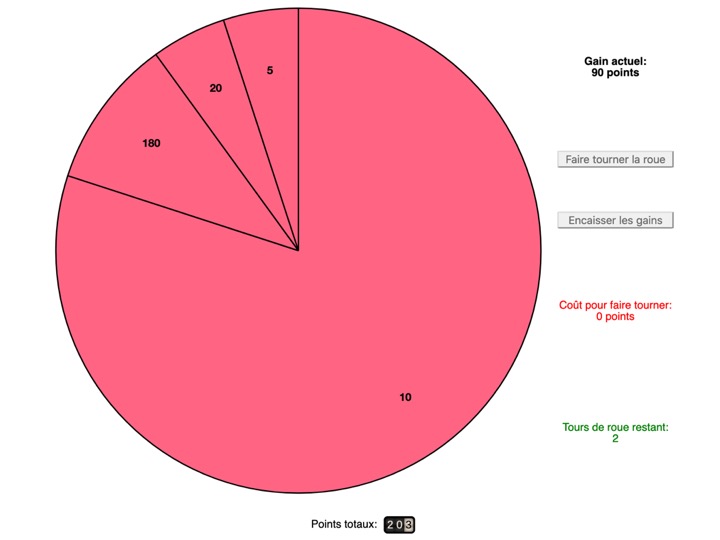 Gain actuel:
90 points
5
20
180
Faire tourner la roue
Encaisser les gains
Coût pour faire tourner:
0 points
10
Tours de roue restant:
2
Points totaux: 203